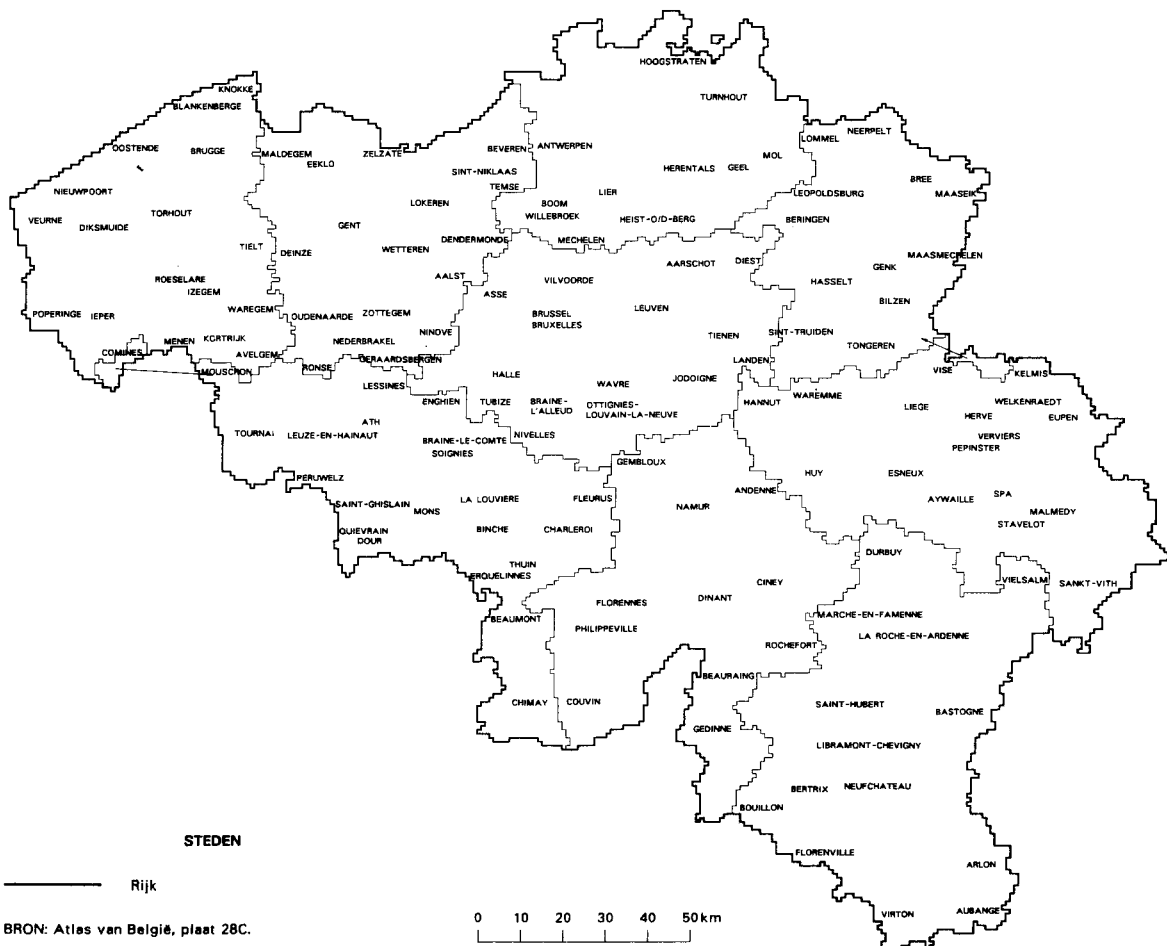 HOOGSTRATEN
KNOKKE
TURNHOUT
BLANKENBERGE
NEERPELT
LOMMEL
OOSTENDE
BRUGGE
MALDEGEM
EEKLO
ZELZATE
BEVEREN
ANTWERPEN
MOL
SINT-NIKLAAS
HERENTALS
GEEL
BREE
NIEUWPOORT
TEMSE
LIER
LEOPOLDSBURG
MAASEIK
LOKEREN
BOOM
WILLEBROEK
VEURNE
DIKSMUIDE
TORHOUT
GENT
HEIST-O/D-BERG
BERINGEN
TIELT
DEINZE
WETTEREN
DENDERMONDE
MECHELEN
MAASMECHELEN
AARSCHOT
DIEST
GENK
AALST
VILVOORDE
HASSELT
ROESELARE
IZEGEM
ASSE
BILZEN
POPERINGE
IEPER
WAREGEM
OUDENAARDE
ZOTTEGEM
BRUSSEL
BRUXELLES
LEUVEN
NINOVE
TIENEN
SINT-TRUIDEN
COMINES
MENEN
KORTRIJK
AVELGEM
NEDERBRAKEL
TONGEREN
MOUSCRON
RONSE
GERAARDSBERGEN
LANDEN
VISE
KELMIS
LESSINES
HALLE
WAVRE
JODOIGNE
ENGHIEN
TUBIZE
BRAINE-
L'ALLEUD
OTTIGNIES-
LOUVAIN-LA-NEUVE
HANNUT
WAREMME
LIEGE
WELKENRAEDT
HERVE
EUPEN
TOURNAI
LEUZE-EN-HAINAUT
ATH
BRAINE-LE-COMTE
SOIGNIES
NIVELLES
VERVIERS
PEPINSTER
GEMBLOUX
PERUWELZ
HUY
ESNEUX
ANDENNE
SAINT-GHISLAIN
MONS
LA LOUVIERE
FLEURUS
NAMUR
AYWAILLE
SPA
MALMEDY
STAVELOT
QUIEVRAIN
DOUR
BINCHE
CHARLEROI
DURBUY
THUIN
ERQUELINNES
CINEY
VIELSALM
SANKT-VITH
BEAUMONT
FLORENNES
DINANT
MARCHE-EN-FAMENNE
PHILIPPEVILLE
LA ROCHE-EN-ARDENNE
ROCHEFORT
BEAURAING
CHIMAY
COUVIN
SAINT-HUBERT
BASTOGNE
GEDINNE
LIBRAMONT-CHEVIGNY
BERTRIX
NEUFCHATEAU
BOUILLON
FLORENVILLE
ARLON
VIRTON
AUBANGE
STEDEN
Rijk
BRON: Atlas van België, plaat 28C.
0 10 20 30 40 50 km